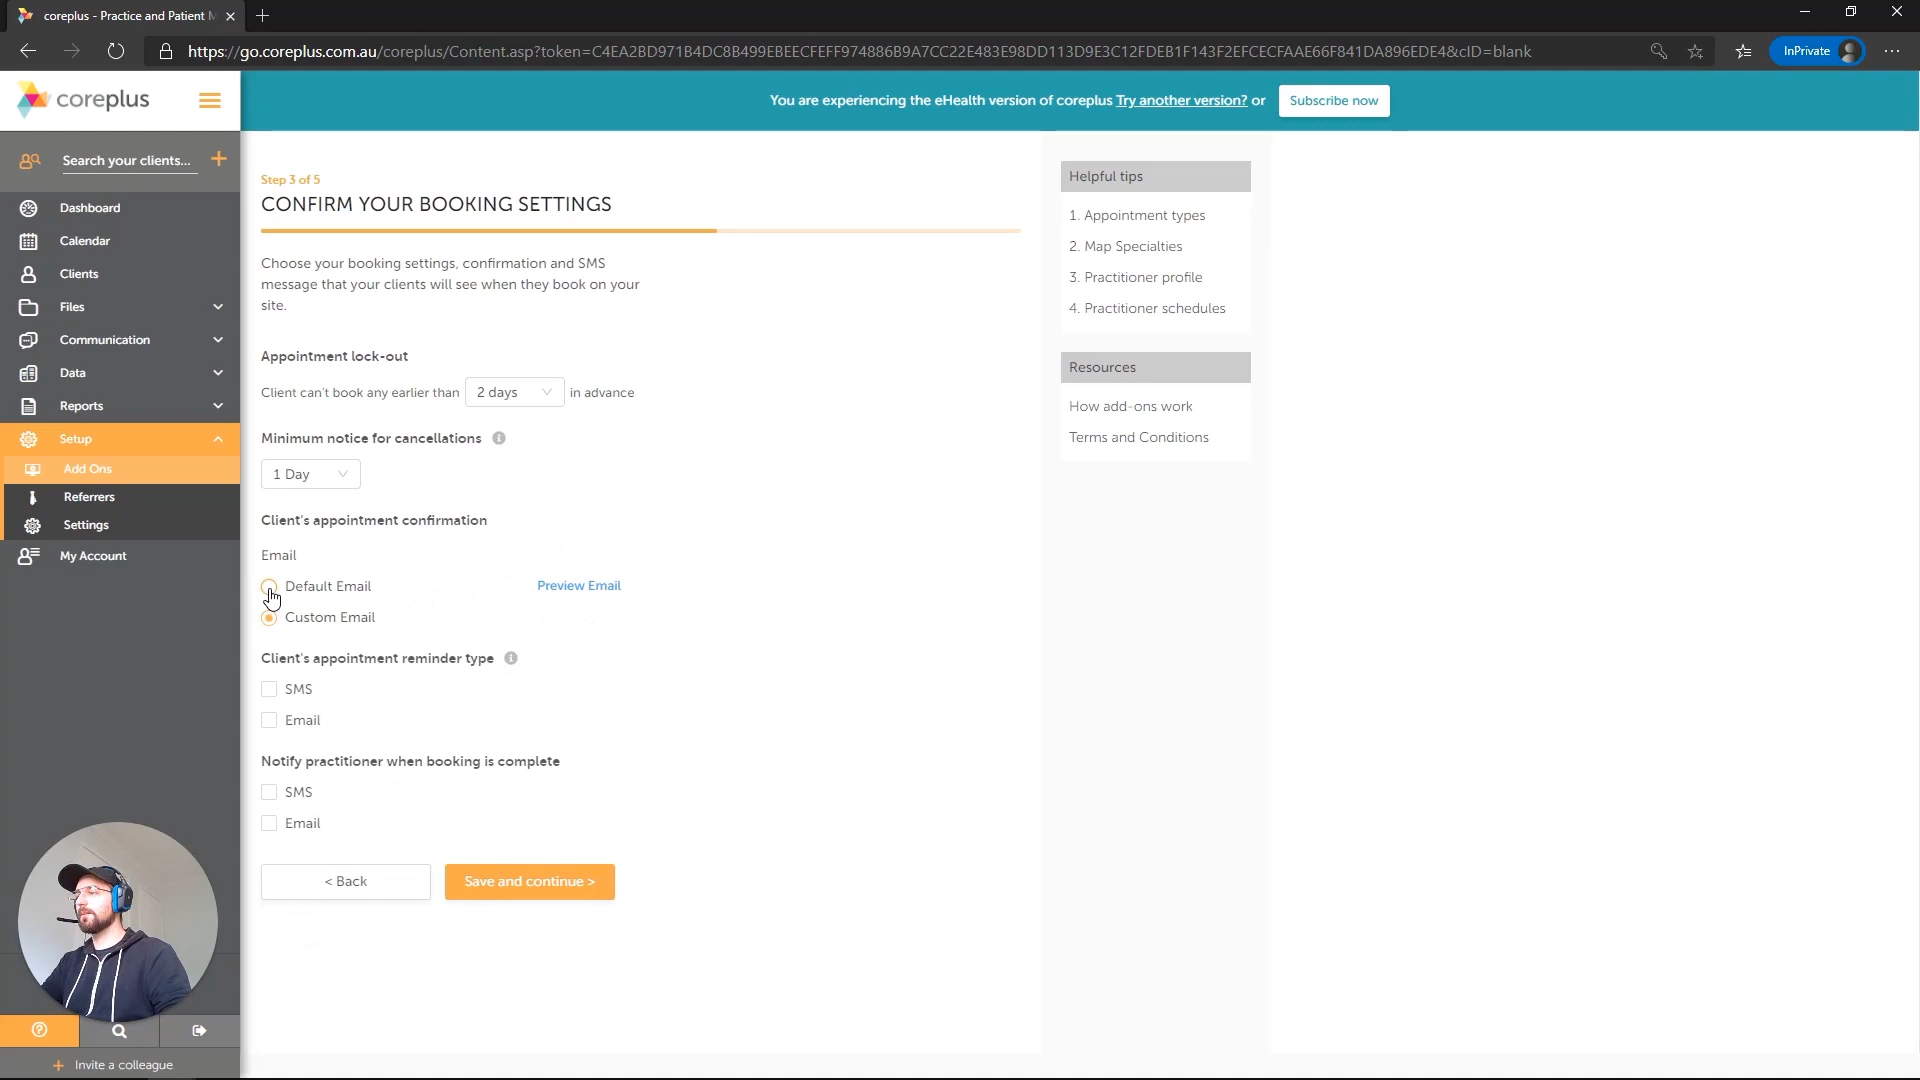 coreplus - Practice and Patient M
https://go.coreplus.com.au/coreplus/Content.asp?token=C4EA2BD971B4DC8B499EBEECFEFF974886B9A7CC22E483E98DD113D9E3C12FDEB1F143F2EFCECFAAE66F841DA896EDE4&cID=blank
InPrivate
coreplus
You are experiencing the eHealth version of coreplus Try another version? or
Subscribe now
Search your clients...
Dashboard
Calendar
Clients
Files
Communication
Data
Reports
Setup
Add Ons
Referrers
Settings
My Account
Invite a colleague
Step 3 of 5
CONFIRM YOUR BOOKING SETTINGS
Choose your booking settings, confirmation and SMS
message that your clients will see when they book on your
site.
Appointment lock-out
Client can't book any earlier than 2 days in advance
Minimum notice for cancellations
1 Day
Client's appointment confirmation
Email
Default Email
Preview Email
Custom Email
Client's appointment reminder type
SMS
Email
Notify practitioner when booking is complete
SMS
Email
< Back
Save and continue >
Helpful tips
1. Appointment types
2. Map Specialties
3. Practitioner profile
4. Practitioner schedules
Resources
How add-ons work
Terms and Conditions